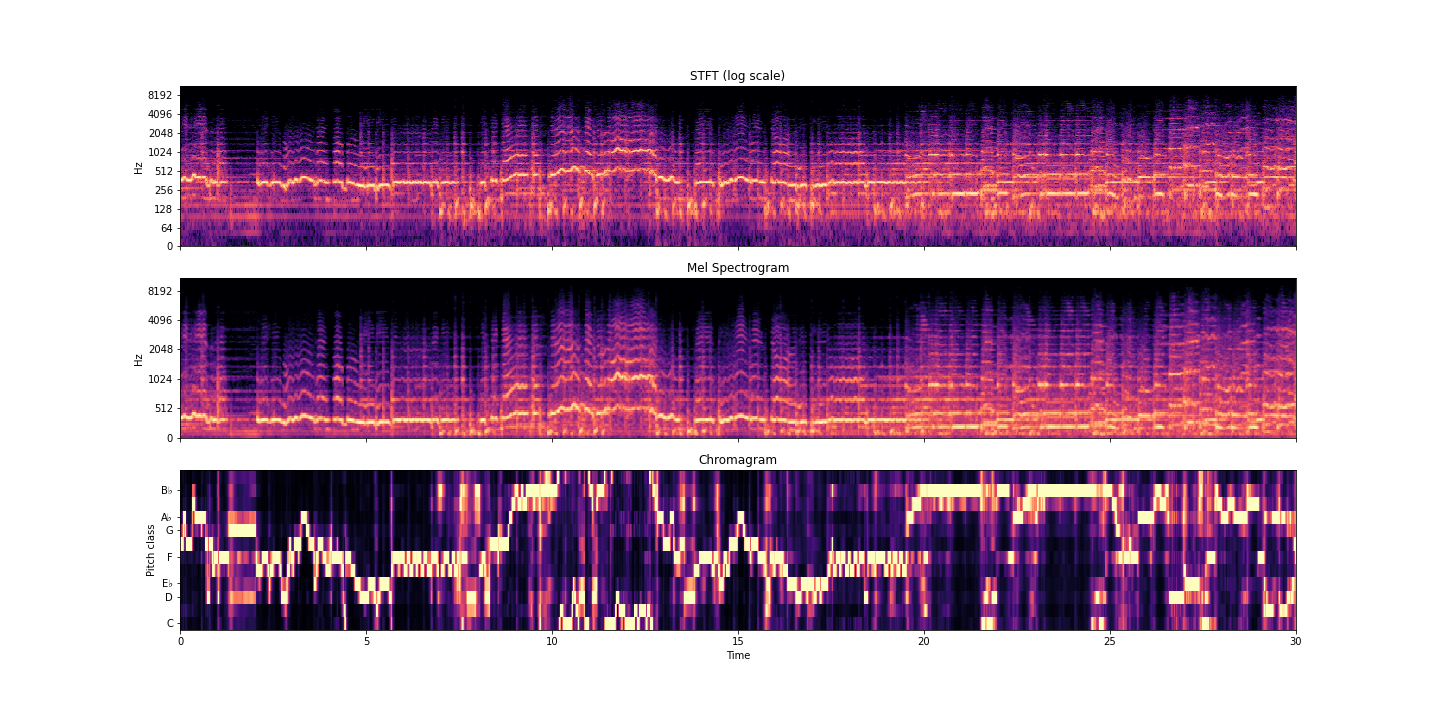 STFT (log scale)
8192
4096
2048
1024
512
256
128
64
0
Hz
Mel Spectrogram
8192
4096
2048
1024
512
0
Hz
Chromagram
B♭
A♭
G
F
E♭
D
C
Pitch class
0 5 10 15 20 25 30
Time